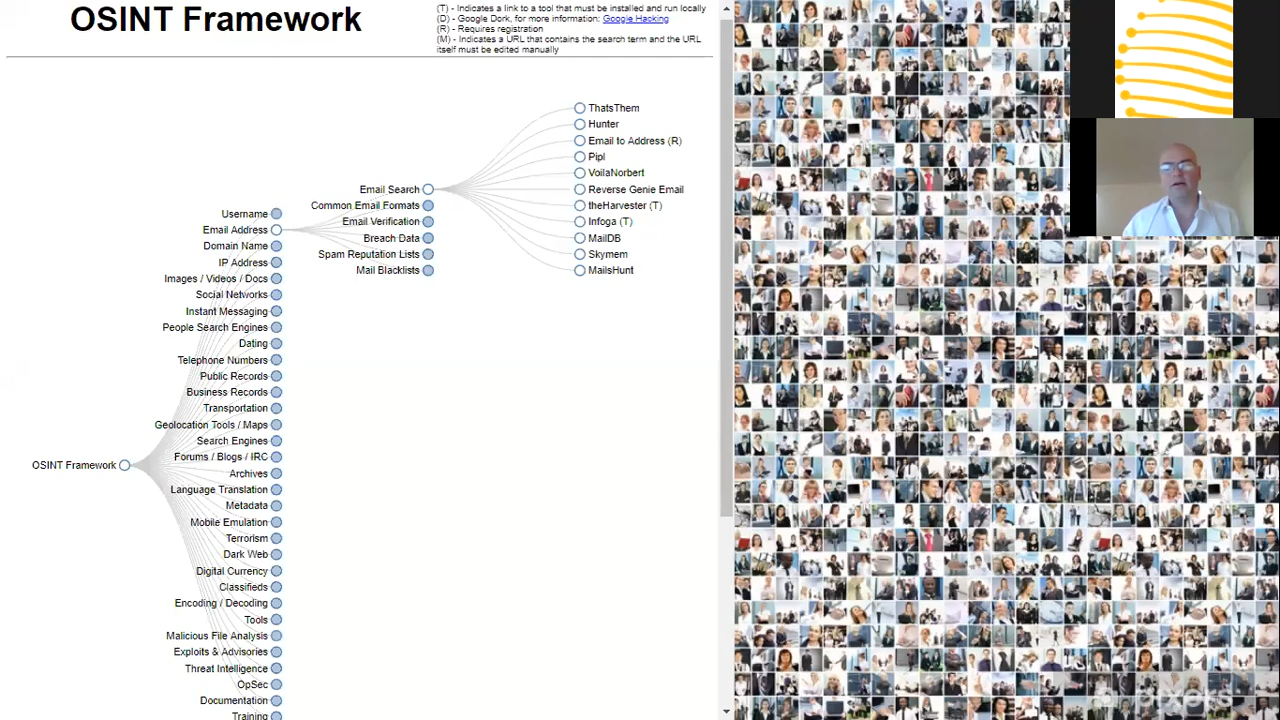 OSINT Framework
(T) - Indicates a link to a tool that must be installed and run locally
(D) - Google Dork, for more information: Google Hacking
(R) - Requires registration
(M) - Indicates a URL that contains the search term and the URL
itself must be edited manually
ThatsThem
Hunter
Email to Address (R)
Pipl
VoilaNorbert
Reverse Genie Email
theHarvester (T)
Infoga (T)
MailDB
Skymem
MailsHunt
Email Search
Common Email Formats
Email Verification
Breach Data
Spam Reputation Lists
Mail Blacklists
Username
Email Address
Domain Name
IP Address
Images / Videos / Docs
Social Networks
Instant Messaging
People Search Engines
Dating
Telephone Numbers
Public Records
Business Records
Transportation
Geolocation Tools / Maps
Search Engines
Forums / Blogs / IRC
Archives
Language Translation
Metadata
Mobile Emulation
Terrorism
Dark Web
Digital Currency
Classifieds
Encoding / Decoding
Tools
Malicious File Analysis
Exploits & Advisories
Threat Intelligence
OpSec
Documentation
Training
OSINT Framework